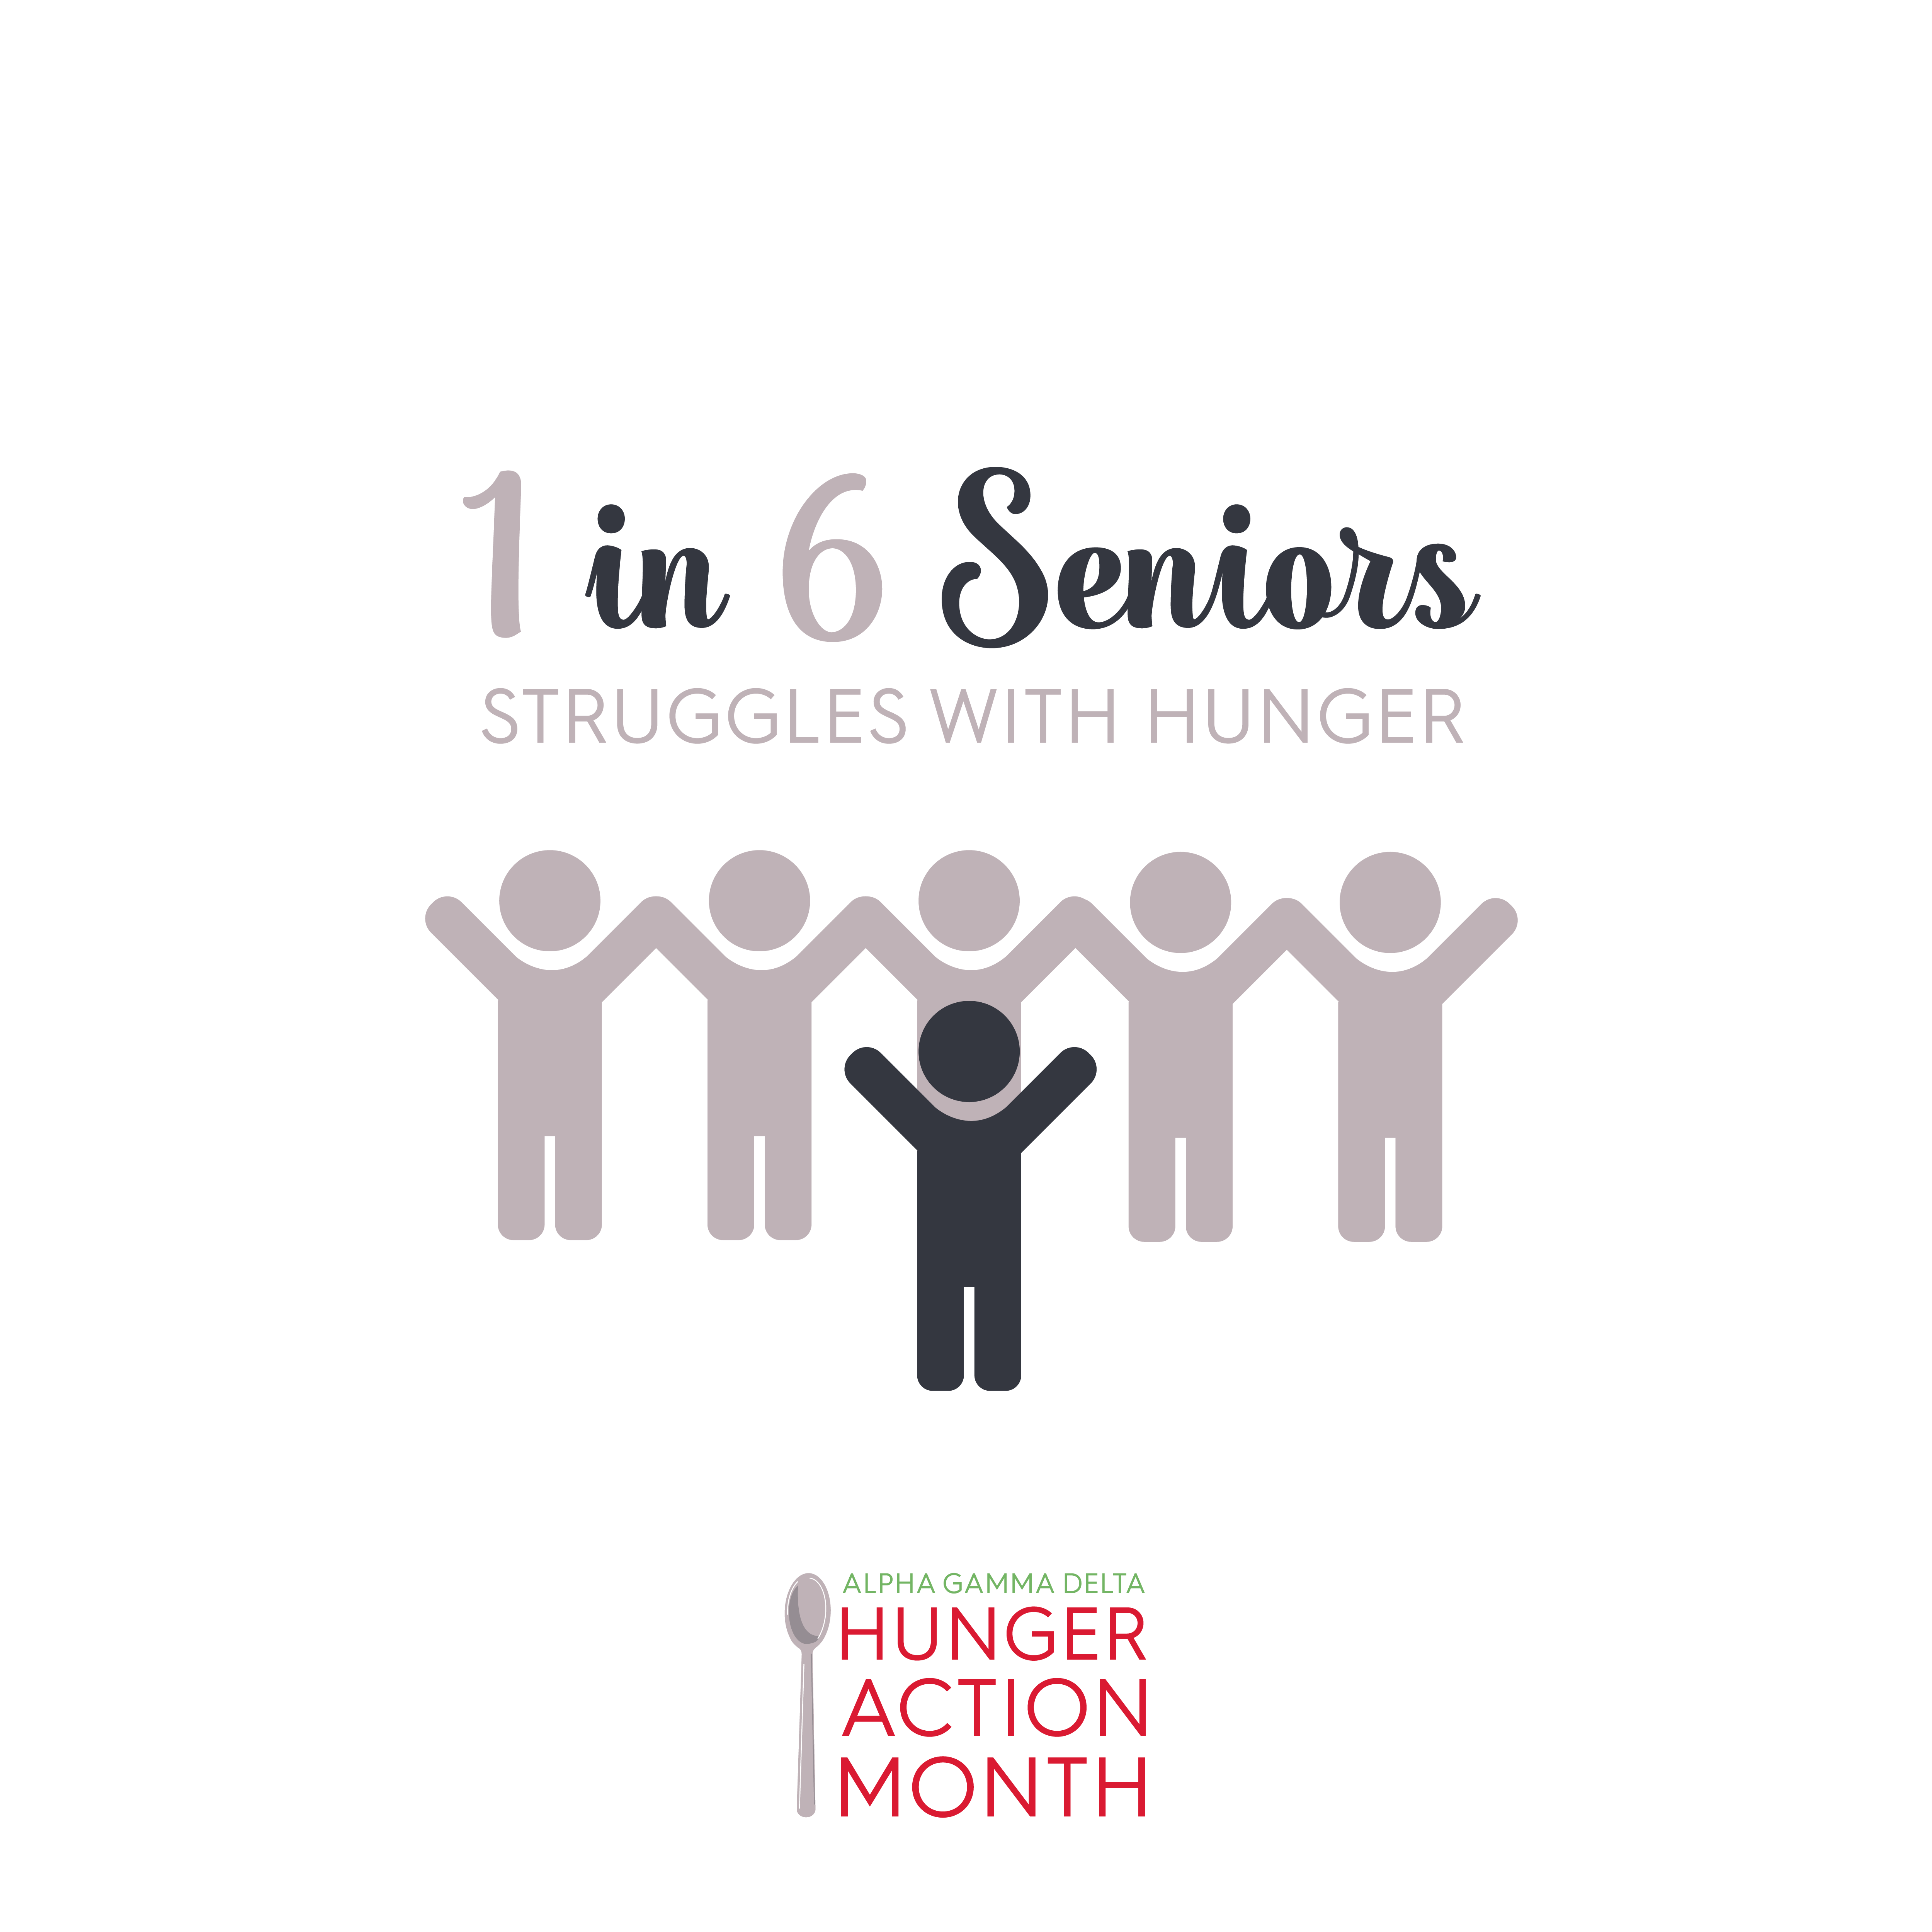 1 in 6 Seniors
STRUGGLES WITH HUNGER
ALPHA GAMMA DELTA
HUNGER
ACTION
MONTH